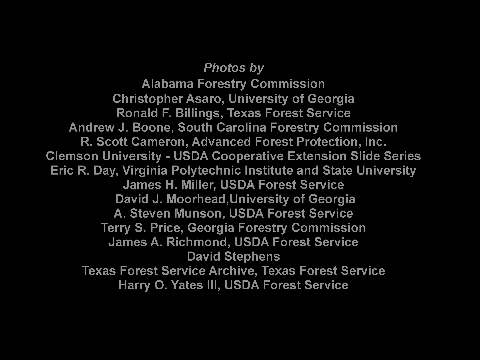 Photos by
Alabama Forestry Commission
Christopher Asaro, University of Georgia
Ronald F. Billings, Texas Forest Service
Andrew J. Boone, South Carolina Forestry Commission
R. Scott Cameron, Advanced Forest Protection, Inc.
Clemson University - USDA Cooperative Extension Slide Series
Eric R. Day, Virginia Polytechnic Institute and State University
James H. Miller, USDA Forest Service
David J. Moorhead,University of Georgia
A. Steven Munson, USDA Forest Service
Terry S. Price, Georgia Forestry Commission
James A. Richmond, USDA Forest Service
David Stephens
Texas Forest Service Archive, Texas Forest Service
Harry O. Yates III, USDA Forest Service